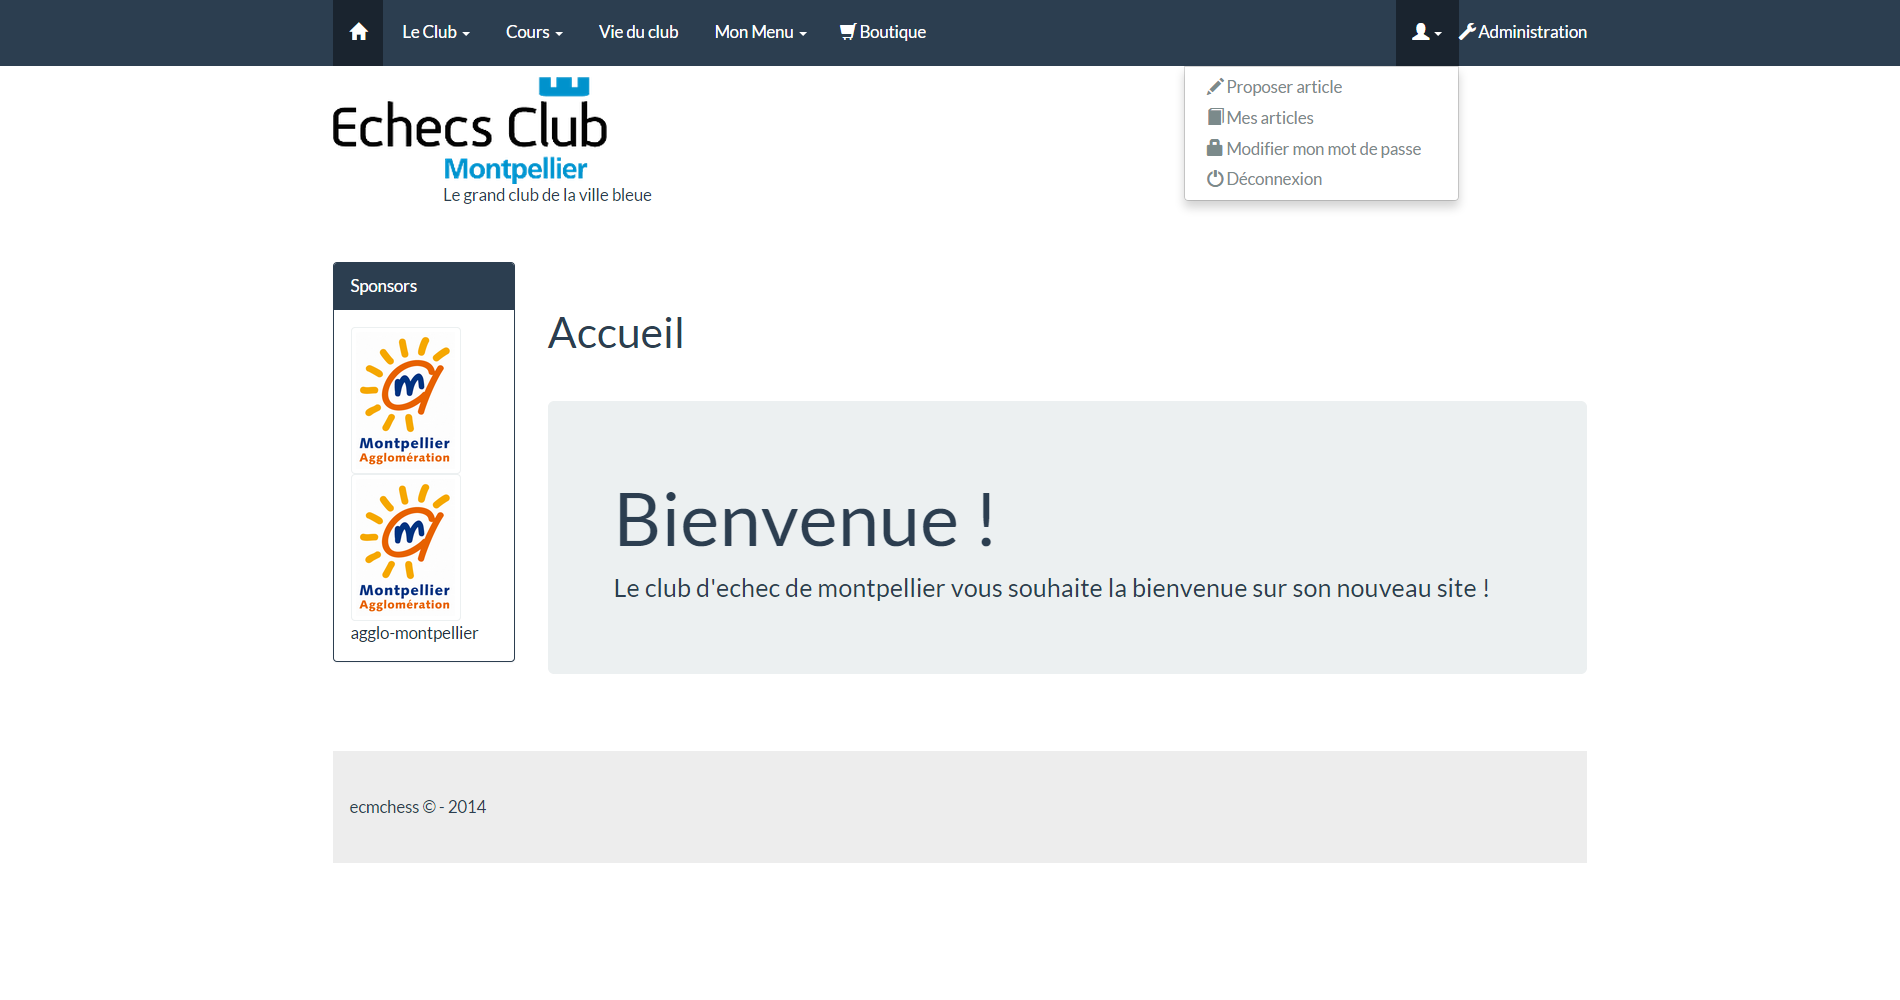 Le Club
Cours
Vie du club
Mon Menu
Boutique
Administration
Proposer article
Mes articles
Modifier mon mot de passe
Déconnexion
Echecs Club
Montpellier
Le grand club de la ville bleue
Sponsors
Montpellier
Agglomération
Montpellier
Agglomération
agglo-montpellier
Accueil
Bienvenue !
Le club d'echec de montpellier vous souhaite la bienvenue sur son nouveau site !
ecmchess © - 2014